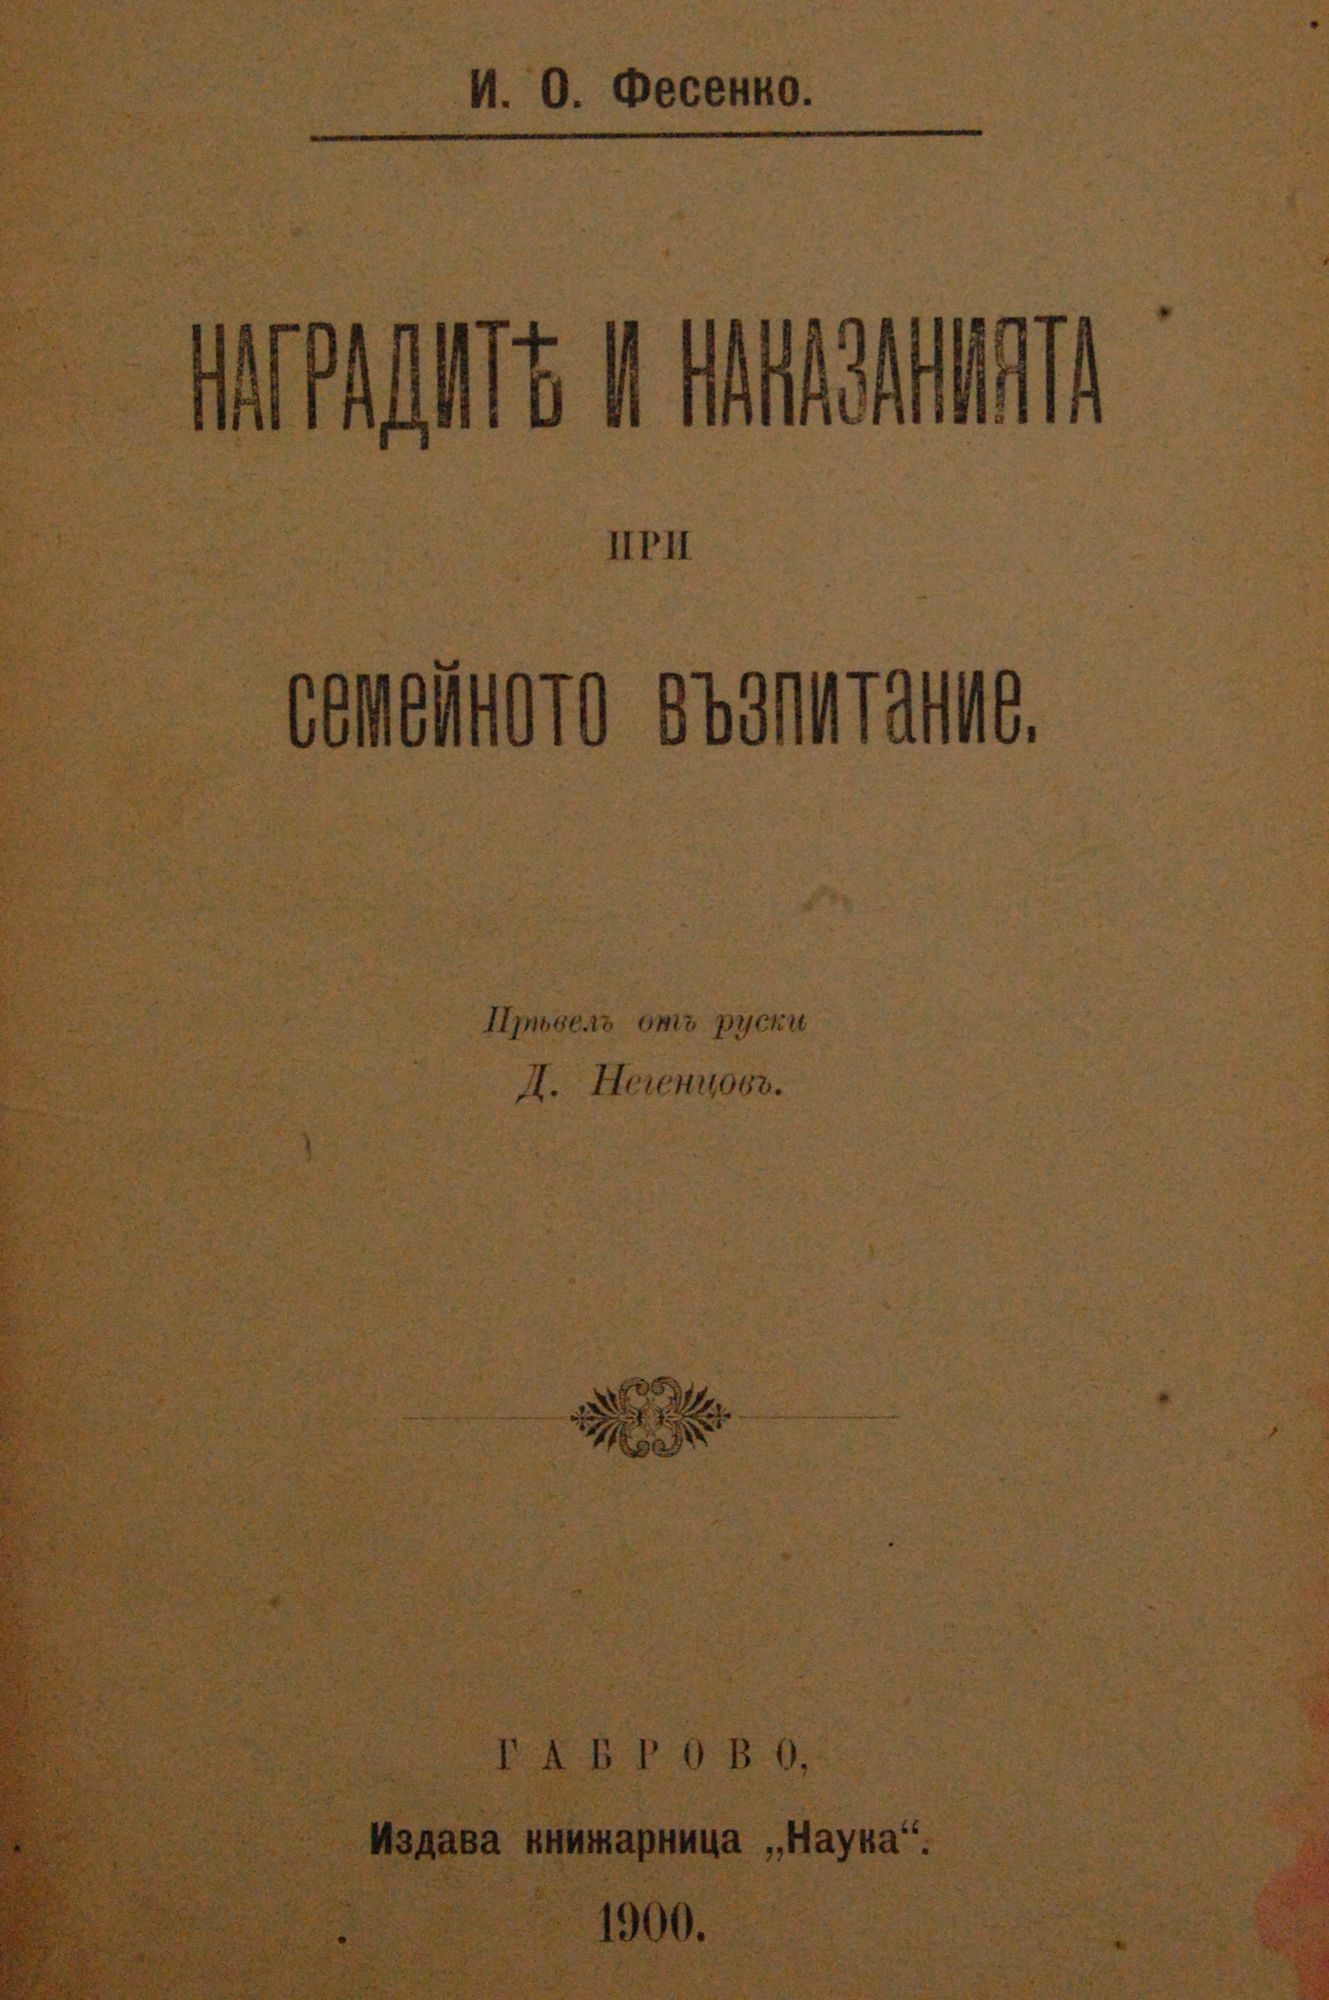 И. О. Фесенко.
НАГРАДИТѢ И НАКАЗАНИЯТА
ПРИ
СЕМЕЙНОТО ВЪЗПИТАНИЕ.
Прѣвелъ отъ руски
Д. Негенцовъ.
ГАБРОВО,
Издава книжарница „Наука“.
1900.